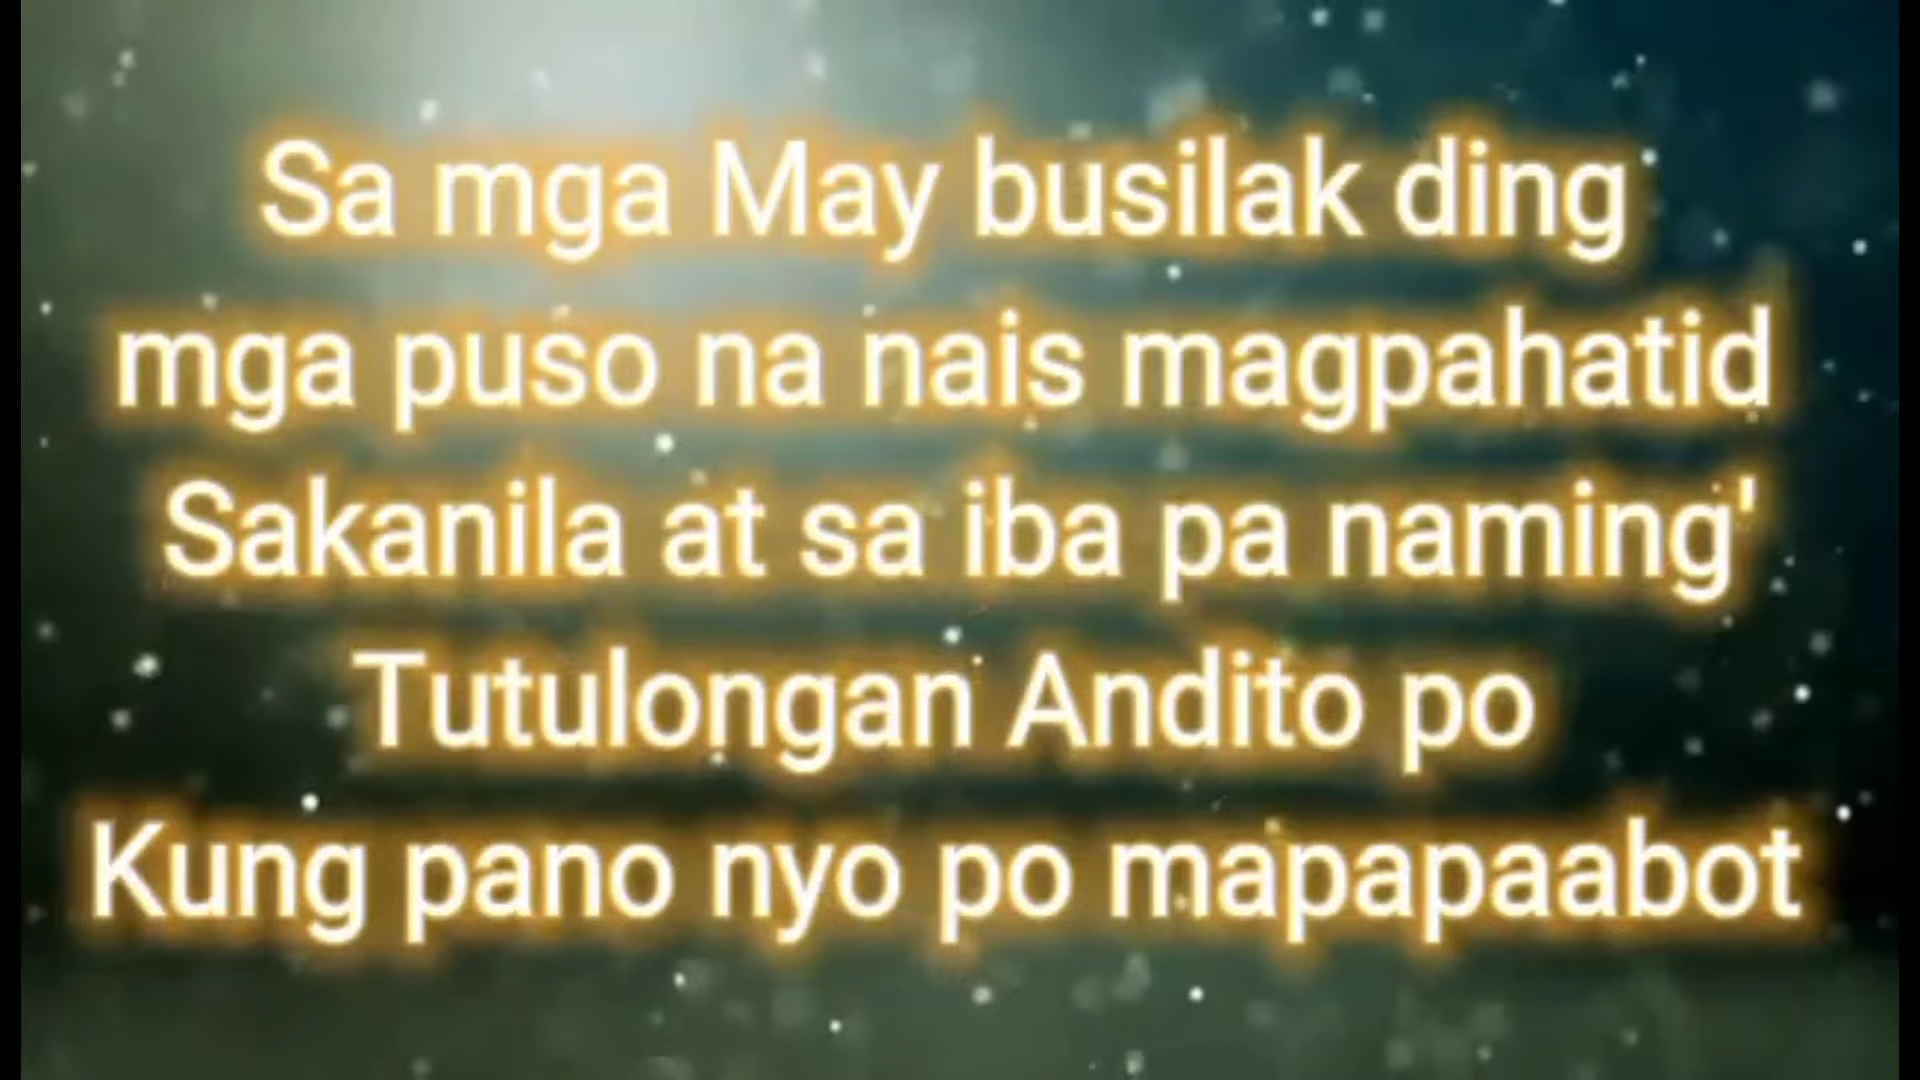 Sa mga May busilak ding
mga puso na nais magpahatid
Sakanila at sa iba pa naming'
Tutulongan Andito po
Kung pano nyo po mapapaabot